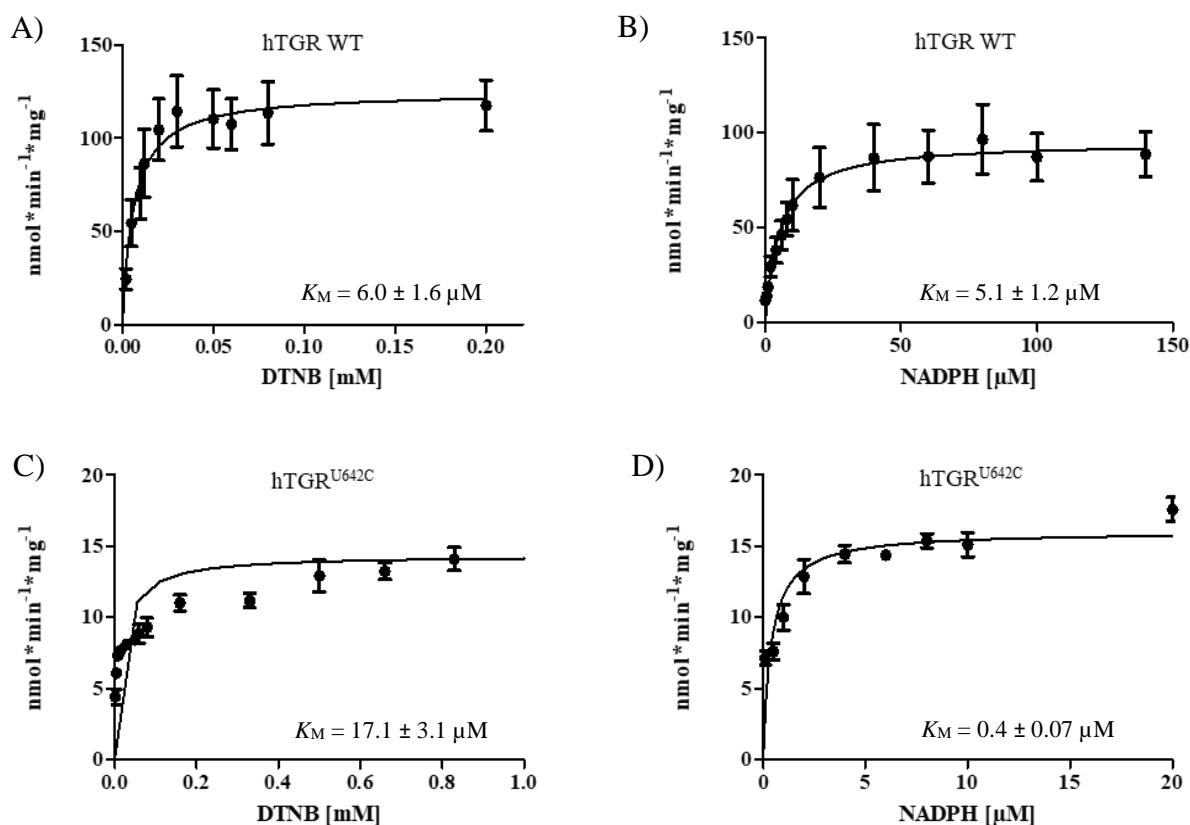 A)
hTGR WT
nmol*min⁻¹*mg⁻¹
150
100
50
0
K_M = 6.0 ± 1.6 µM
0.00 0.05 0.10 0.15 0.20
DTNB [mM]
B)
hTGR WT
nmol*min⁻¹*mg⁻¹
150
100
50
0
K_M = 5.1 ± 1.2 µM
0 50 100 150
NADPH [µM]
C)
hTGR^U642C
nmol*min⁻¹*mg⁻¹
20
15
10
5
0
K_M = 17.1 ± 3.1 µM
0.0 0.2 0.4 0.6 0.8 1.0
DTNB [mM]
D)
hTGR^U642C
nmol*min⁻¹*mg⁻¹
20
15
10
5
0
K_M = 0.4 ± 0.07 µM
0 5 10 15 20
NADPH [µM]